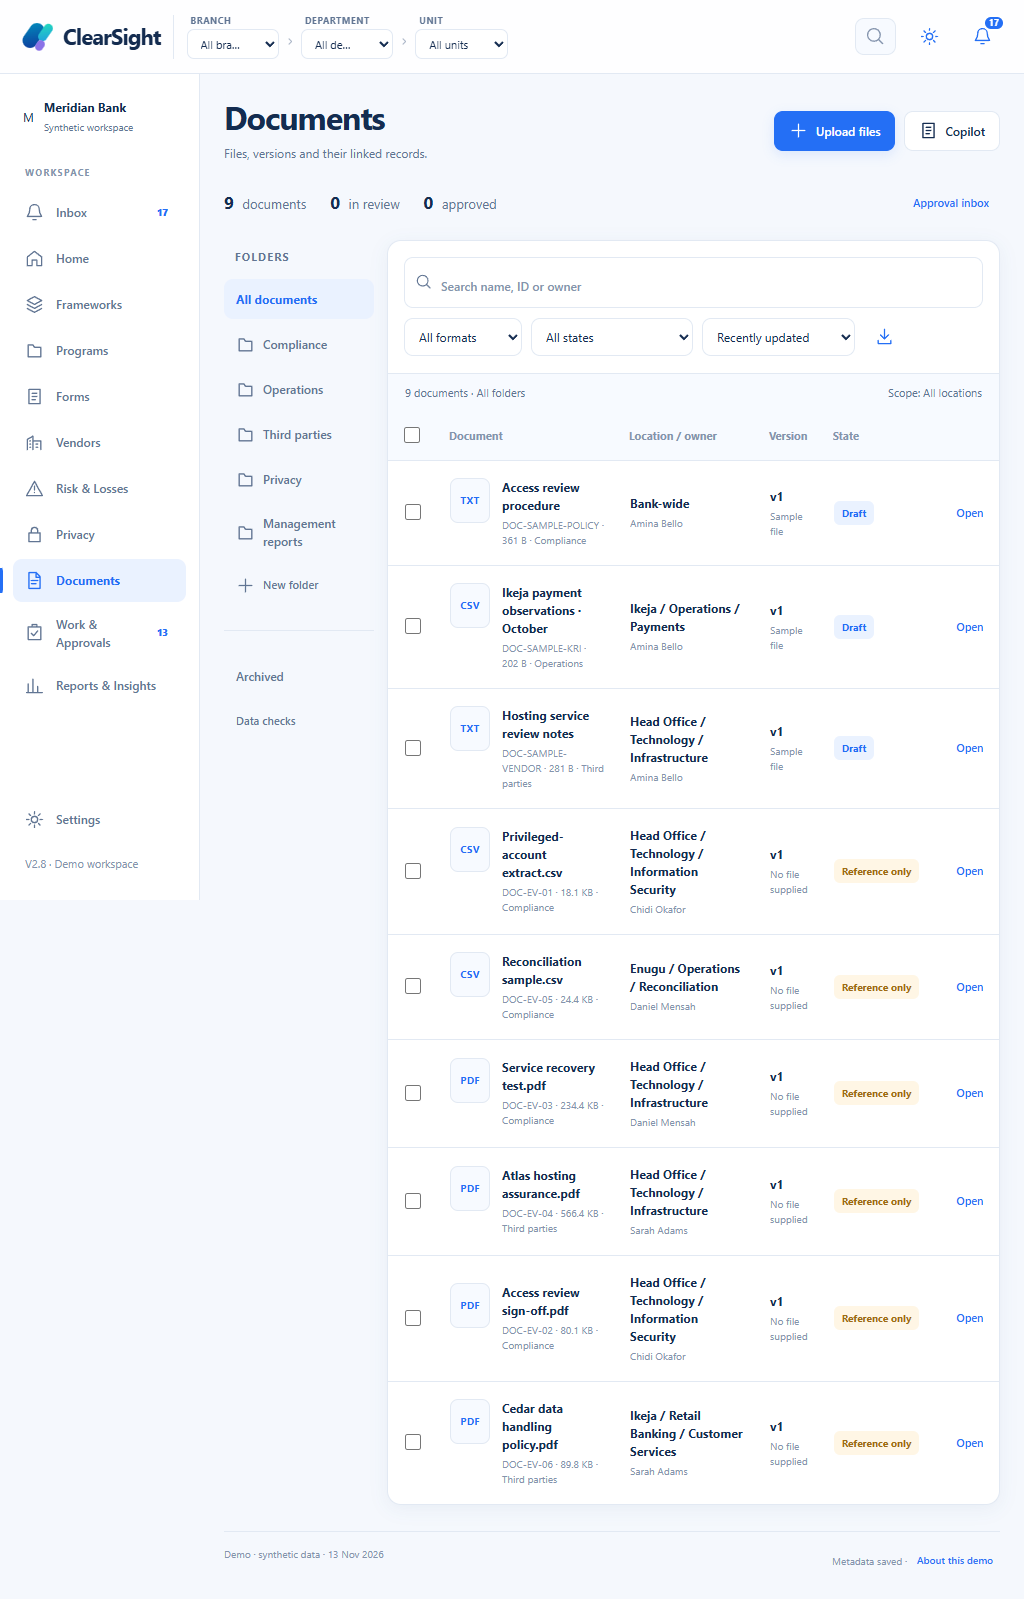 ClearSight
BRANCH
DEPARTMENT
UNIT
All bra...
All de...
All units
17
M
Meridian Bank
Synthetic workspace
WORKSPACE
Inbox
17
Home
Frameworks
Programs
Forms
Vendors
Risk & Losses
Privacy
Documents
Work &
Approvals
13
Reports & Insights
Settings
V2.8 · Demo workspace
Documents
Files, versions and their linked records.
Upload files
Copilot
9 documents
0 in review
0 approved
Approval inbox
FOLDERS
All documents
Compliance
Operations
Third parties
Privacy
Management
reports
New folder
Archived
Data checks
Search name, ID or owner
All formats
All states
Recently updated
9 documents · All folders
Scope: All locations
Document
Location / owner
Version
State
TXT
Access review
procedure
DOC-SAMPLE-POLICY ·
361 B · Compliance
Bank-wide
Amina Bello
v1
Sample
file
Draft
Open
CSV
Ikeja payment
observations ·
October
DOC-SAMPLE-KRI ·
202 B · Operations
Ikeja / Operations /
Payments
Amina Bello
v1
Sample
file
Draft
Open
TXT
Hosting service
review notes
DOC-SAMPLE-
VENDOR · 281 B · Third
parties
Head Office /
Technology /
Infrastructure
Amina Bello
v1
Sample
file
Draft
Open
CSV
Privileged-
account
extract.csv
DOC-EV-01 · 18.1 KB ·
Compliance
Head Office /
Technology /
Information
Security
Chidi Okafor
v1
No file
supplied
Reference only
Open
CSV
Reconciliation
sample.csv
DOC-EV-05 · 24.4 KB ·
Compliance
Enugu / Operations
/ Reconciliation
Daniel Mensah
v1
No file
supplied
Reference only
Open
PDF
Service recovery
test.pdf
DOC-EV-03 · 234.4 KB ·
Compliance
Head Office /
Technology /
Infrastructure
Daniel Mensah
v1
No file
supplied
Reference only
Open
PDF
Atlas hosting
assurance.pdf
DOC-EV-04 · 566.4 KB ·
Third parties
Head Office /
Technology /
Infrastructure
Sarah Adams
v1
No file
supplied
Reference only
Open
PDF
Access review
sign-off.pdf
DOC-EV-02 · 80.1 KB ·
Compliance
Head Office /
Technology /
Information
Security
Chidi Okafor
v1
No file
supplied
Reference only
Open
PDF
Cedar data
handling
policy.pdf
DOC-EV-06 · 89.8 KB ·
Third parties
Ikeja / Retail
Banking / Customer
Services
Sarah Adams
v1
No file
supplied
Reference only
Open
Demo · synthetic data · 13 Nov 2026
Metadata saved ·
About this demo